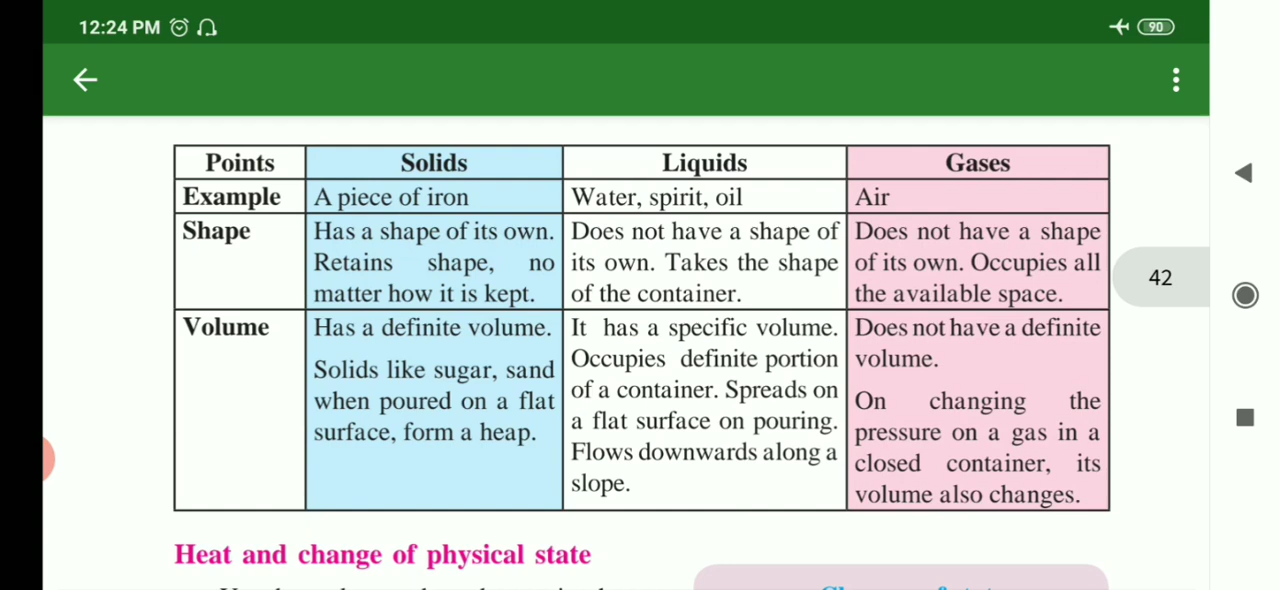 12:24 PM
90
Points Solids Liquids Gases
Example A piece of iron Water, spirit, oil Air
Shape Has a shape of its own. Does not have a shape of Does not have a shape
Retains shape, no its own. Takes the shape of its own. Occupies all
matter how it is kept. of the container. the available space.
42
Volume Has a definite volume. It has a specific volume. Does not have a definite
Solids like sugar, sand Occupies definite portion volume.
when poured on a flat of a container. Spreads on On changing the
surface, form a heap. a flat surface on pouring. pressure on a gas in a
Flows downwards along a closed container, its
slope. volume also changes.
Heat and change of physical state